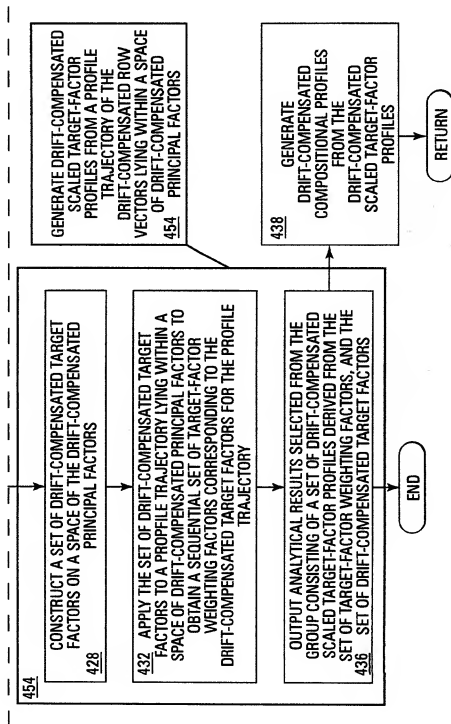 454
CONSTRUCT A SET OF DRIFT-COMPENSATED TARGET
FACTORS ON A SPACE OF THE DRIFT-COMPENSATED
428 PRINCIPAL FACTORS
APPLY THE SET OF DRIFT-COMPENSATED TARGET
432 FACTORS TO A PROPFILE TRAJECTORY LYING WITHIN A
SPACE OF DRIFT-COMPENSATED PRINCIPAL FACTORS TO
OBTAIN A SEQUENTIAL SET OF TARGET-FACTOR
WEIGHTING FACTORS CORRESPONDING TO THE
DRIFT-COMPENSATED TARGET FACTORS FOR THE PROFILE
TRAJECTORY
OUTPUT ANALYTICAL RESULTS SELECTED FROM THE
GROUP CONSISTING OF A SET OF DRIFT-COMPENSATED
SCALED TARGET-FACTOR PROFILES DERIVED FROM THE
SET OF TARGET-FACTOR WEIGHTING FACTORS, AND THE
436 SET OF DRIFT-COMPENSATED TARGET FACTORS
END
GENERATE DRIFT-COMPENSATED
SCALED TARGET-FACTOR
PROFILES FROM A PROFILE
TRAJECTORY OF THE
DRIFT-COMPENSATED ROW
VECTORS LYING WITHIN A SPACE
OF DRIFT-COMPENSATED
454 PRINCIPAL FACTORS
438 GENERATE
DRIFT-COMPENSATED
COMPOSITIONAL PROFILES
FROM THE
DRIFT-COMPENSATED
SCALED TARGET-FACTOR
PROFILES
RETURN